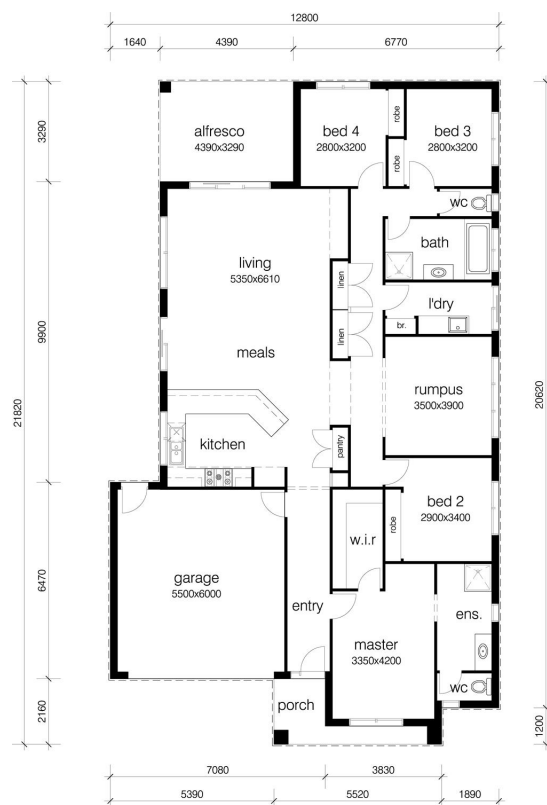 12800
1640
4390
6770
alfresco
4390x3290
bed 4
2800x3200
robe
robe
bed 3
2800x3200
wc
bath
living
5350x6610
linen
linen
l'dry
br.
meals
rumpus
3500x3900
kitchen
pantry
bed 2
2900x3400
robe
w.i.r
garage
5500x6000
entry
ens.
master
3350x4200
wc
porch
21820
3290
9900
6470
2160
20620
1200
7080
3830
5390
5520
1890